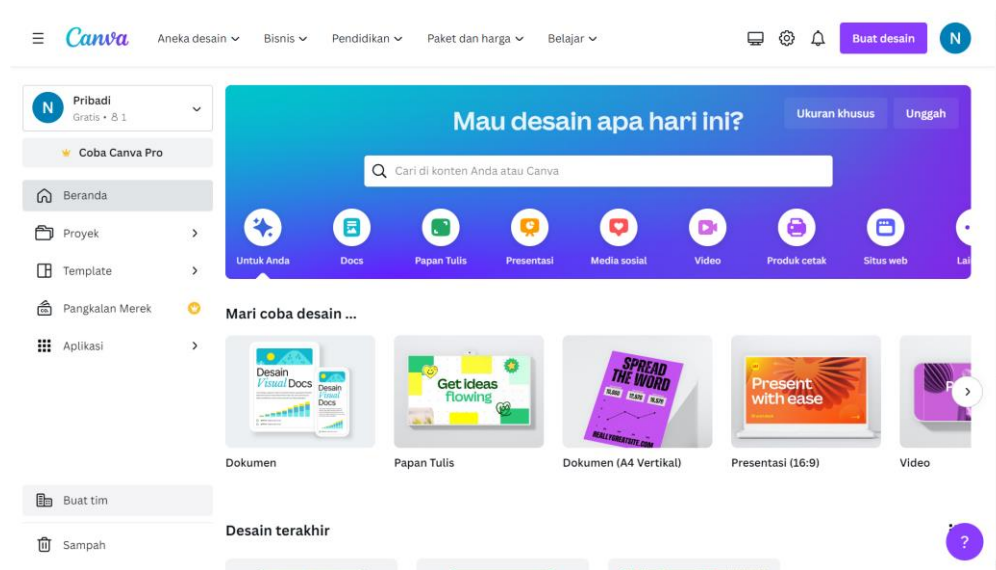 Canva
Aneka desain
Bisnis
Pendidikan
Paket dan harga
Belajar
Buat desain
N
N
Pribadi
Gratis • 1
Coba Canva Pro
Beranda
Proyek
Template
Pangkalan Merek
Aplikasi
Buat tim
Sampah
Mau desain apa hari ini?
Ukuran khusus
Unggah
Cari di konten Anda atau Canva
Untuk Anda
Docs
Papan Tulis
Presentasi
Media sosial
Video
Produk cetak
Situs web
Lai
Mari coba desain ...
Desain
Visual Docs
Desain
Visual
Docs
Get ideas
flowing
SPREAD
THE WORD
REALLYGREATSITE.COM
Present
with ease
P
Dokumen
Papan Tulis
Dokumen (A4 Vertikal)
Presentasi (16:9)
Video
Desain terakhir
?